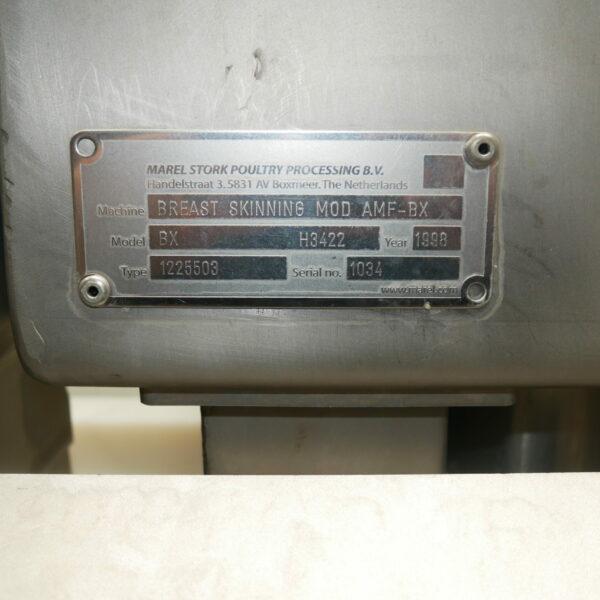 MAREL STORK POULTRY PROCESSING B.V.
Handelstraat 3. 5831 AV Boxmeer. The Netherlands
Machine BREAST SKINNING MOD AMF-BX
Model BX H3422 Year 1998
Type 1225503 Serial no. 1034
www.marel.com